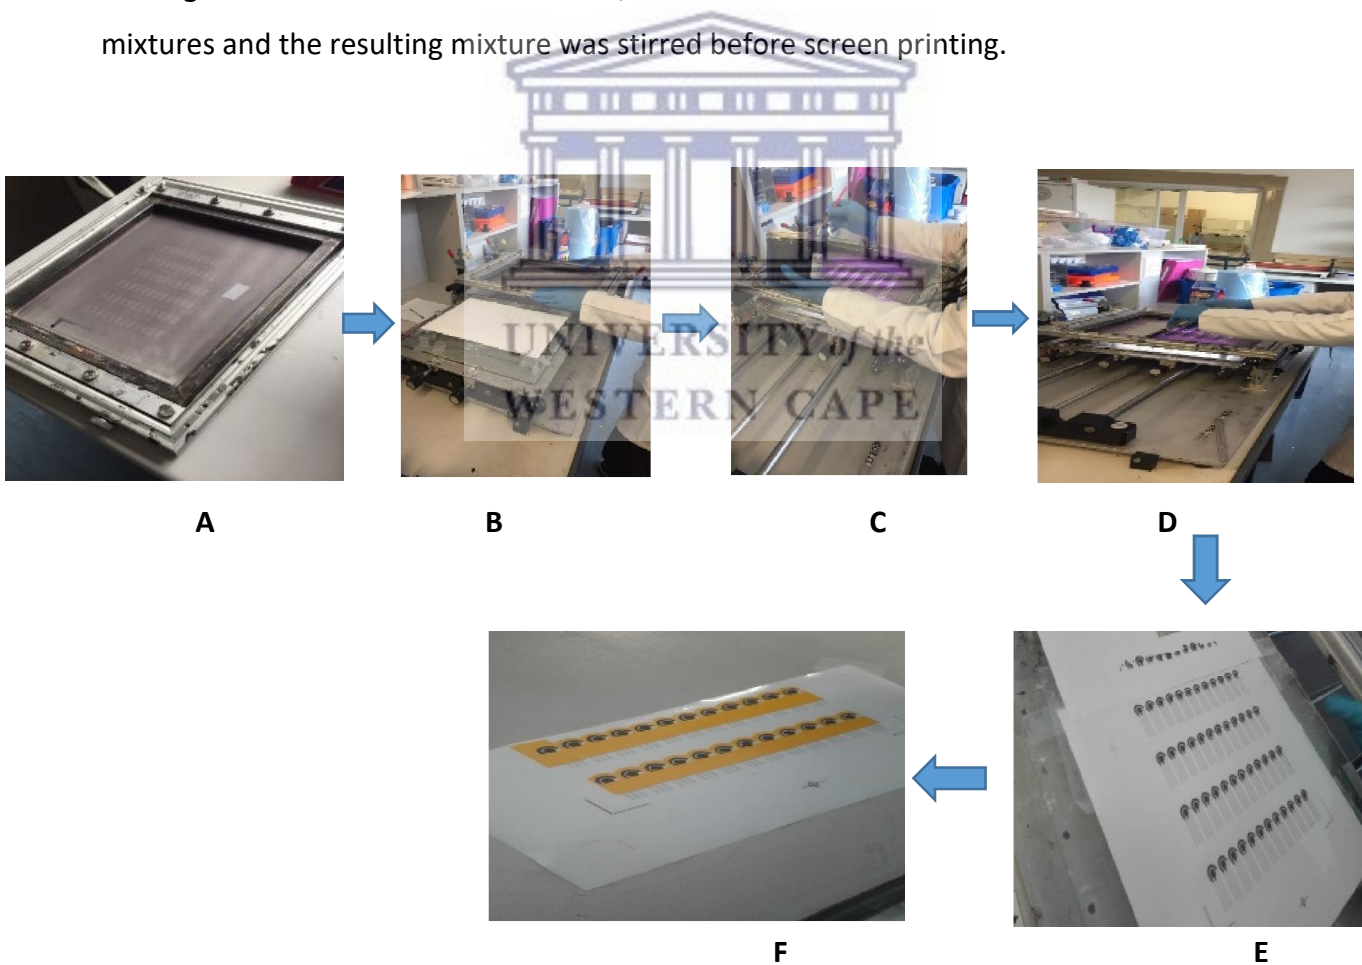 mixtures and the resulting mixture was stirred before screen printing.
UNIVERSITY of the
WESTERN CAPE
A
B
C
D
F
E